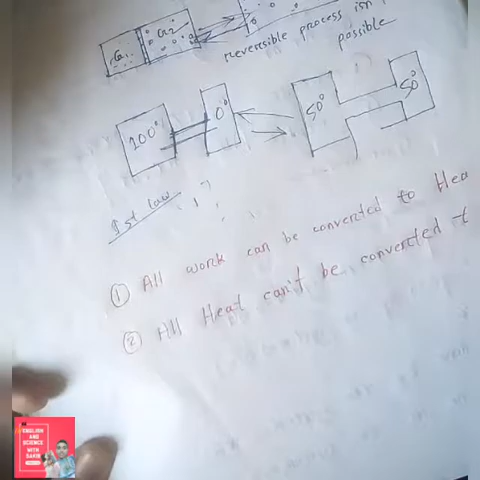 G1
G2
reversible process isn
possible
100°
0°
50°
50°
1st law
① All work can be converted to Hea
② All Heat can't be converted t
ENGLISH
AND
SCIENCE
WITH